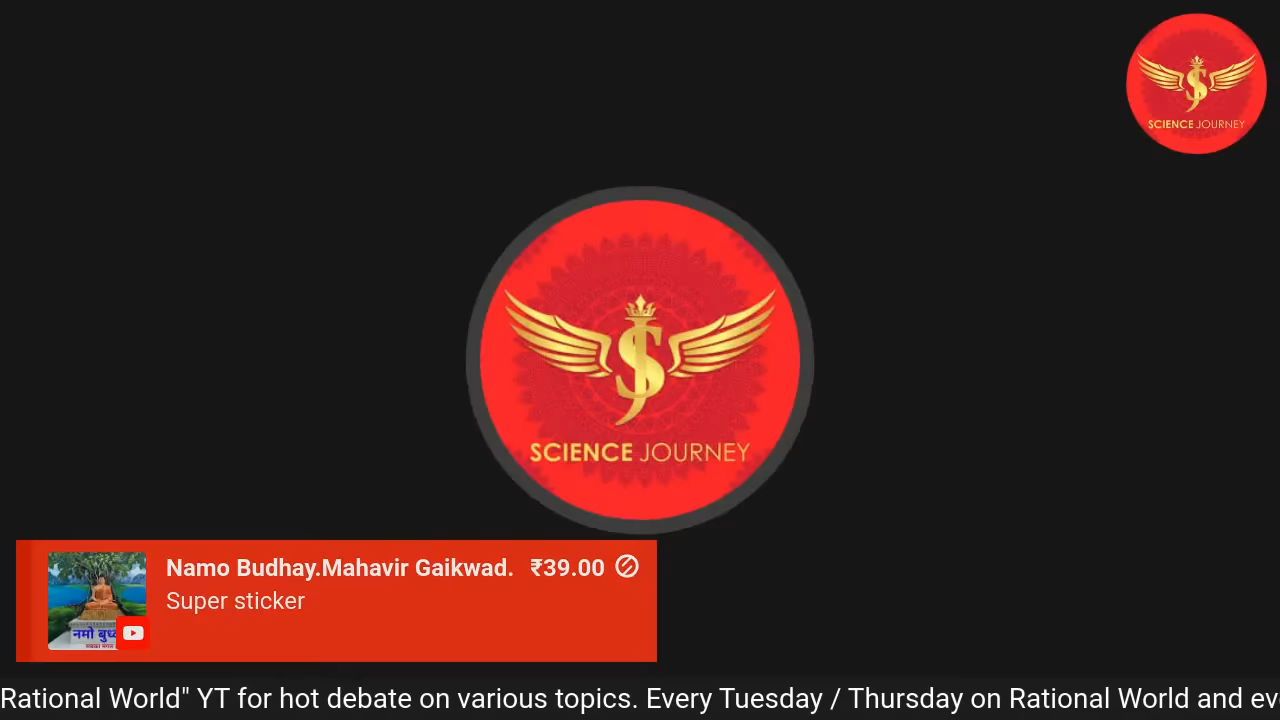 SCIENCE JOURNEY
SCIENCE JOURNEY
Namo Budhay.Mahavir Gaikwad. ₹39.00
Super sticker
नमो बुध
Rational World" YT for hot debate on various topics. Every Tuesday / Thursday on Rational World and ev